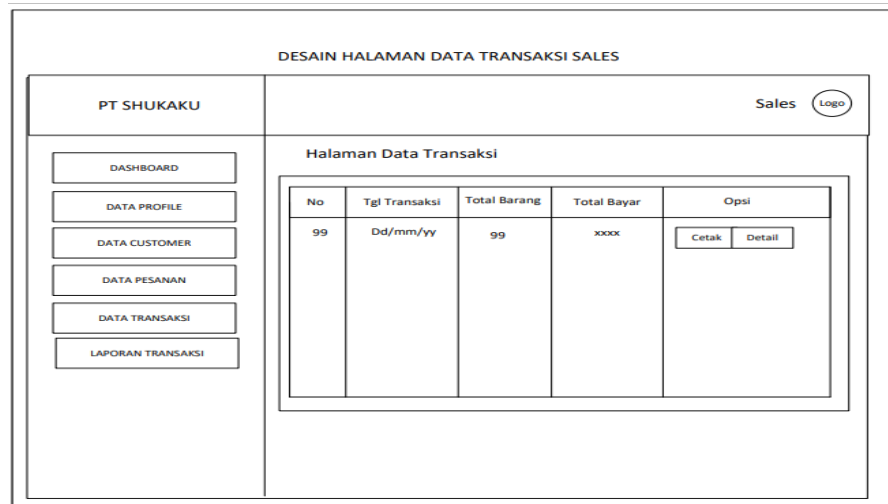 DESAIN HALAMAN DATA TRANSAKSI SALES
PT SHUKAKU
Sales
Logo
DASHBOARD
DATA PROFILE
DATA CUSTOMER
DATA PESANAN
DATA TRANSAKSI
LAPORAN TRANSAKSI
Halaman Data Transaksi
No Tgl Transaksi Total Barang Total Bayar Opsi
99 Dd/mm/yy 99 xxxx Cetak Detail